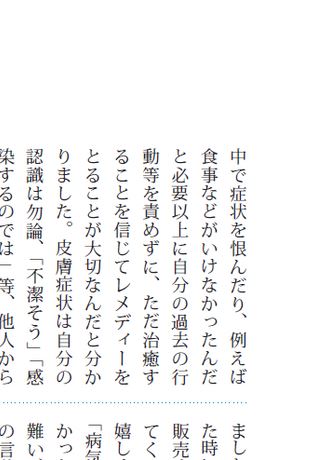 中で症状を恨んだり、例えば
食事などがいけなかったんだ
と必要以上に自分の過去の行
動等を責めずに、ただ治癒す
ることを信じてレメディーを
とることが大切なんだと分か
りました。皮膚症状は自分の
認識は勿論、「不潔そう」「感
染するのでは」等、他人から
まし
た時
販売
てく
嬉し
「病気
かっ
難い
の言